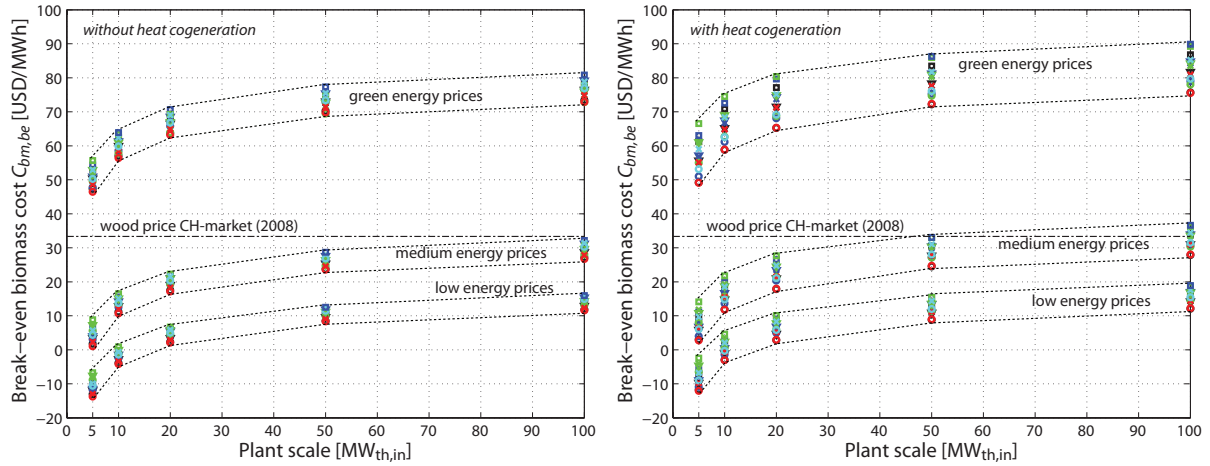 without heat cogeneration
green energy prices
wood price CH-market (2008)
medium energy prices
low energy prices
Break−even biomass cost C_bm,be [USD/MWh]
100
90
80
70
60
50
40
30
20
10
0
−10
−20
0 5 10 20 30 40 50 60 70 80 90 100
Plant scale [MW_th,in]
with heat cogeneration
green energy prices
wood price CH-market (2008)
medium energy prices
low energy prices
Break−even biomass cost C_bm,be [USD/MWh]
100
90
80
70
60
50
40
30
20
10
0
−10
−20
0 5 10 20 30 40 50 60 70 80 90 100
Plant scale [MW_th,in]